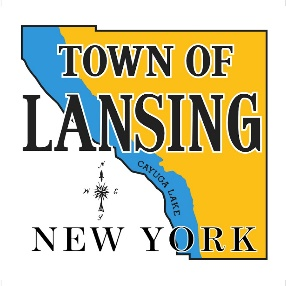 TOWN OF
LANSING
CAYUGA LAKE
N
W E
S
NEW YORK